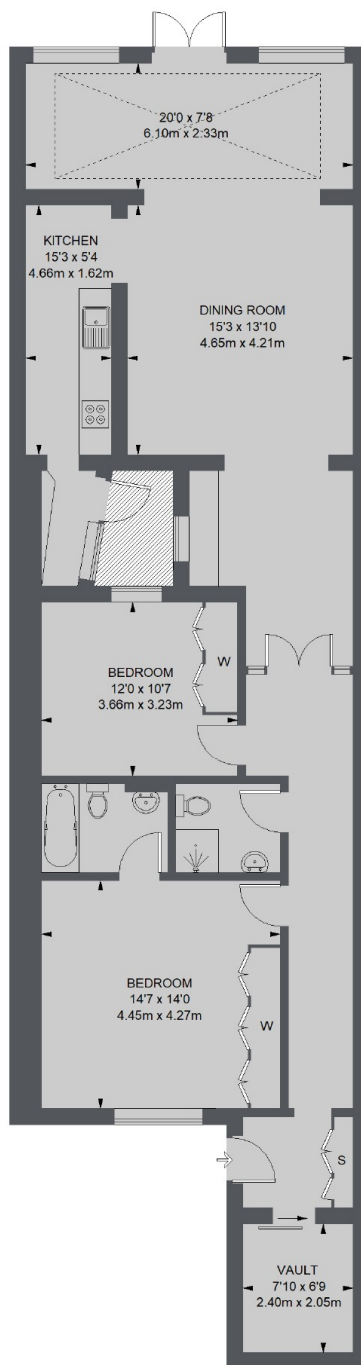 20'0 x 7'8
6.10m x 2.33m
KITCHEN
15'3 x 5'4
4.66m x 1.62m
DINING ROOM
15'3 x 13'10
4.65m x 4.21m
BEDROOM
12'0 x 10'7
3.66m x 3.23m
W
BEDROOM
14'7 x 14'0
4.45m x 4.27m
W
S
VAULT
7'10 x 6'9
2.40m x 2.05m